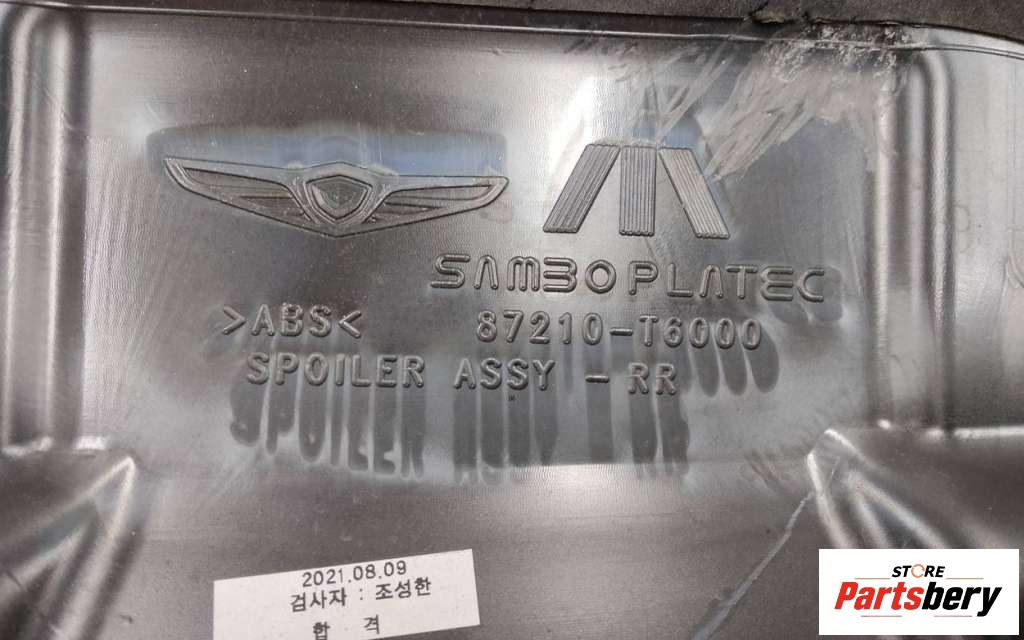 SAMBOPLATEC
>ABS< 87210-T6000
SPOILER ASSY - RR
2021.08.09
검사자 : 조성한
합 격
STORE
Partsbery